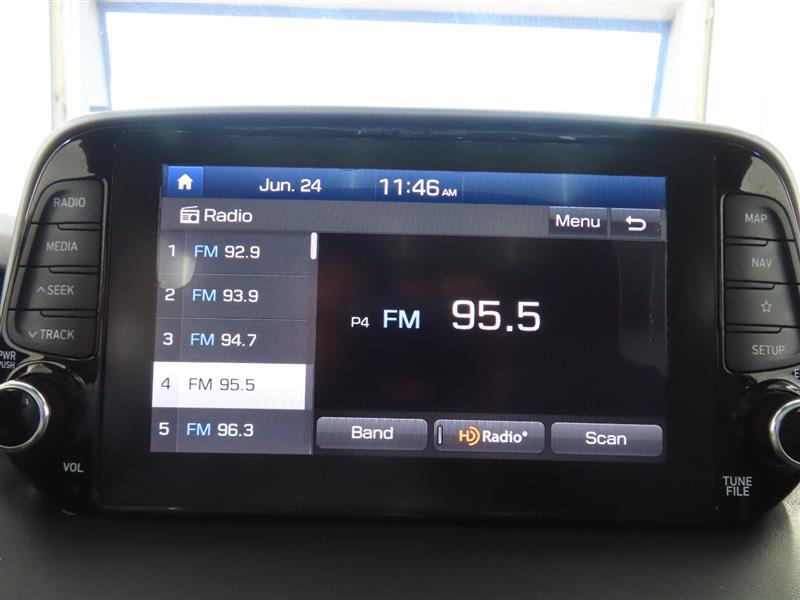 Jun. 24 11:46 AM
Radio Menu
1 FM 92.9
2 FM 93.9
3 FM 94.7
4 FM 95.5
5 FM 96.3
P4 FM 95.5
Band HD Radio® Scan
RADIO
MEDIA
SEEK
TRACK
PWR
PUSH
VOL
MAP
NAV
SETUP
TUNE
FILE